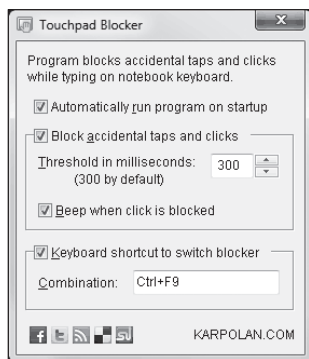 Touchpad Blocker
Program blocks accidental taps and clicks
while typing on notebook keyboard.
Automatically run program on startup
Block accidental taps and clicks
Threshold in milliseconds: 300
(300 by default)
Beep when click is blocked
Keyboard shortcut to switch blocker
Combination: Ctrl+F9
KARPOLAN.COM